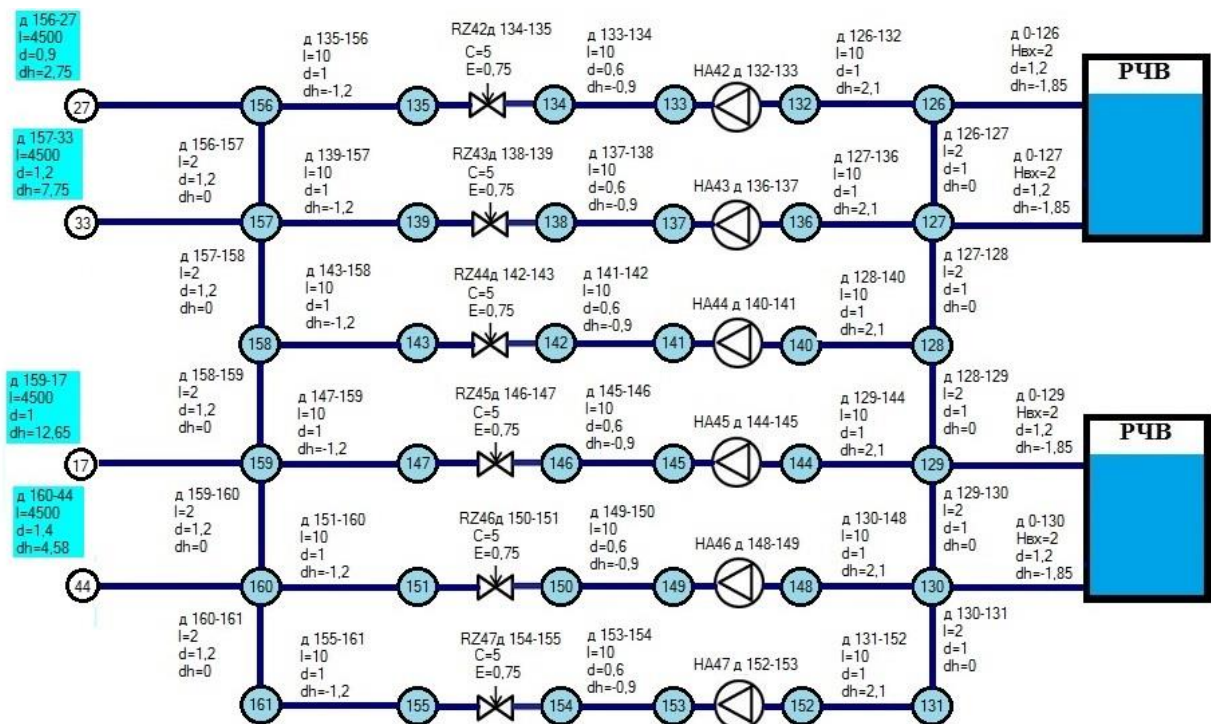 д 156-27
l=4500
d=0,9
dh=2,75
д 135-156
l=10
d=1
dh=-1,2
RZ42д 134-135
C=5
E=0,75
д 133-134
l=10
d=0,6
dh=-0,9
НА42 д 132-133
д 126-132
l=10
d=1
dh=2,1
д 0-126
Нвх=2
d=1,2
dh=-1,85
РЧВ
27
156
135
134
133
132
126
д 157-33
l=4500
d=1,2
dh=7,75
д 156-157
l=2
d=1,2
dh=0
д 139-157
l=10
d=1
dh=-1,2
RZ43д 138-139
C=5
E=0,75
д 137-138
l=10
d=0,6
dh=-0,9
НА43 д 136-137
д 127-136
l=10
d=1
dh=2,1
д 126-127
l=2
d=1
dh=0
д 0-127
Нвх=2
d=1,2
dh=-1,85
33
157
139
138
137
136
127
д 157-158
l=2
d=1,2
dh=0
д 143-158
l=10
d=1
dh=-1,2
RZ44д 142-143
C=5
E=0,75
д 141-142
l=10
d=0,6
dh=-0,9
НА44 д 140-141
д 128-140
l=10
d=1
dh=2,1
д 127-128
l=2
d=1
dh=0
158
143
142
141
140
128
д 159-17
l=4500
d=1
dh=12,65
д 158-159
l=2
d=1,2
dh=0
д 147-159
l=10
d=1
dh=-1,2
RZ45д 146-147
C=5
E=0,75
д 145-146
l=10
d=0,6
dh=-0,9
НА45 д 144-145
д 129-144
l=10
d=1
dh=2,1
д 128-129
l=2
d=1
dh=0
д 0-129
Нвх=2
d=1,2
dh=-1,85
РЧВ
17
159
147
146
145
144
129
д 160-44
l=4500
d=1,4
dh=4,58
д 159-160
l=2
d=1,2
dh=0
д 151-160
l=10
d=1
dh=-1,2
RZ46д 150-151
C=5
E=0,75
д 149-150
l=10
d=0,6
dh=-0,9
НА46 д 148-149
д 130-148
l=10
d=1
dh=2,1
д 129-130
l=2
d=1
dh=0
д 0-130
Нвх=2
d=1,2
dh=-1,85
44
160
151
150
149
148
130
д 160-161
l=2
d=1,2
dh=0
д 155-161
l=10
d=1
dh=-1,2
RZ47д 154-155
C=5
E=0,75
д 153-154
l=10
d=0,6
dh=-0,9
НА47 д 152-153
д 131-152
l=10
d=1
dh=2,1
д 130-131
l=2
d=1
dh=0
161
155
154
153
152
131